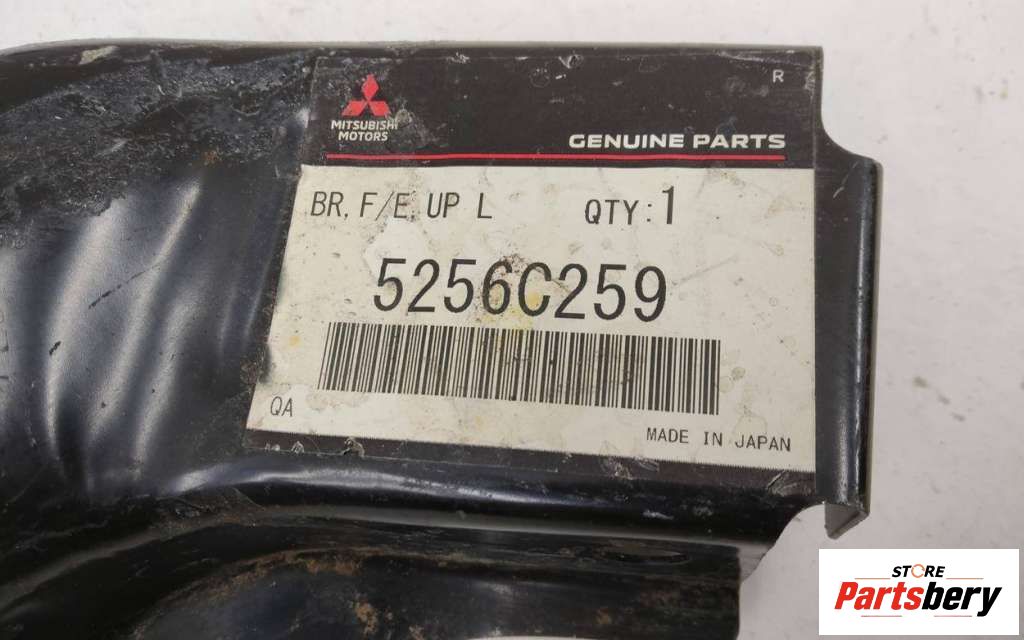 R
MITSUBISHI
MOTORS
GENUINE PARTS
BR, F/E UP L QTY:1
5256C259
QA
MADE IN JAPAN
STORE
Partsbery